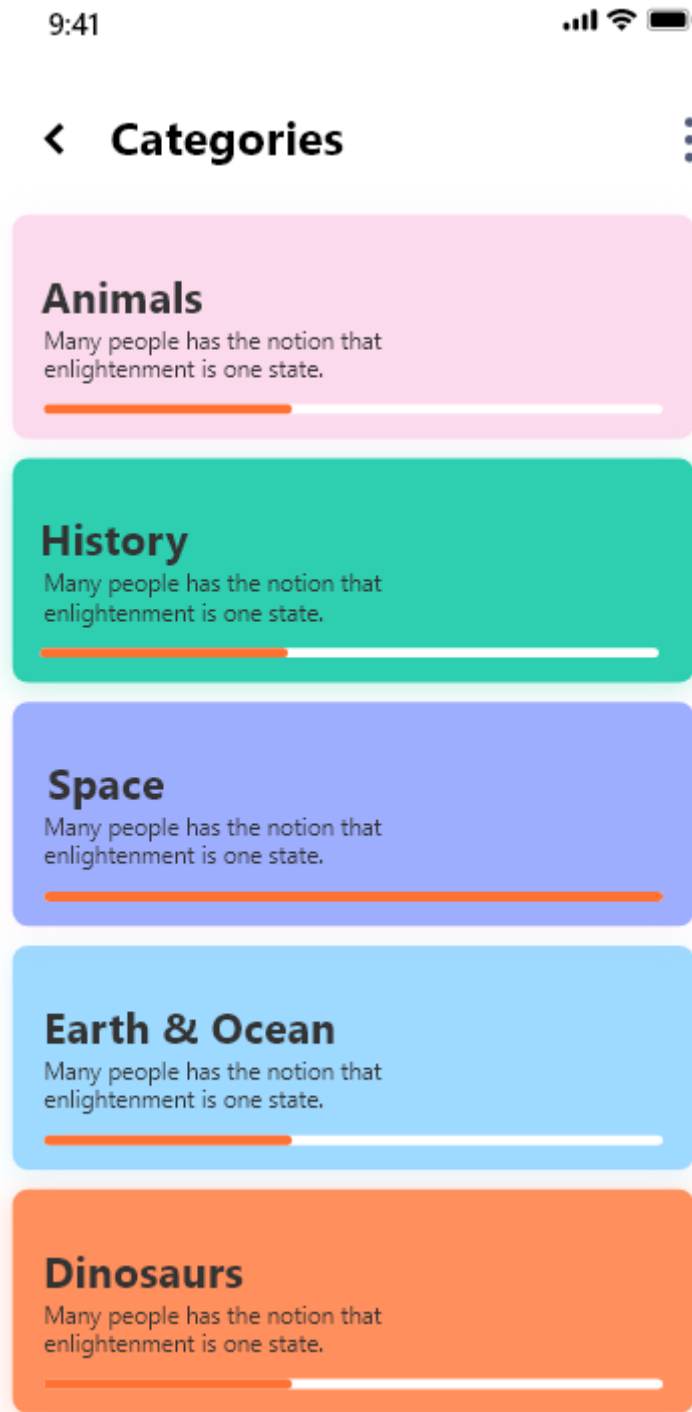 9:41
Categories
Animals
Many people has the notion that
enlightenment is one state.
History
Many people has the notion that
enlightenment is one state.
Space
Many people has the notion that
enlightenment is one state.
Earth & Ocean
Many people has the notion that
enlightenment is one state.
Dinosaurs
Many people has the notion that
enlightenment is one state.